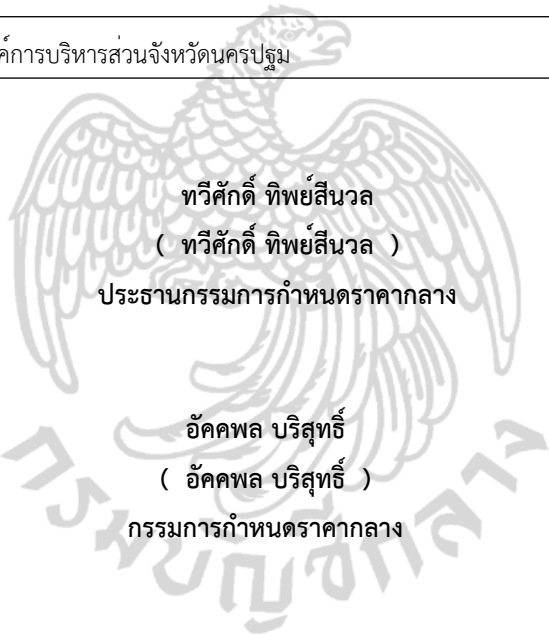 ค์การบริหารส่วนจังหวัดนครปฐม
ทวีศักดิ์ ทิพย์สีนวล
( ทวีศักดิ์ ทิพย์สีนวล )
ประธานกรรมการกำหนดราคากลาง
อัคคพล บริสุทธิ์
( อัคคพล บริสุทธิ์ )
กรรมการกำหนดราคากลาง
กรมบัญชีกลาง